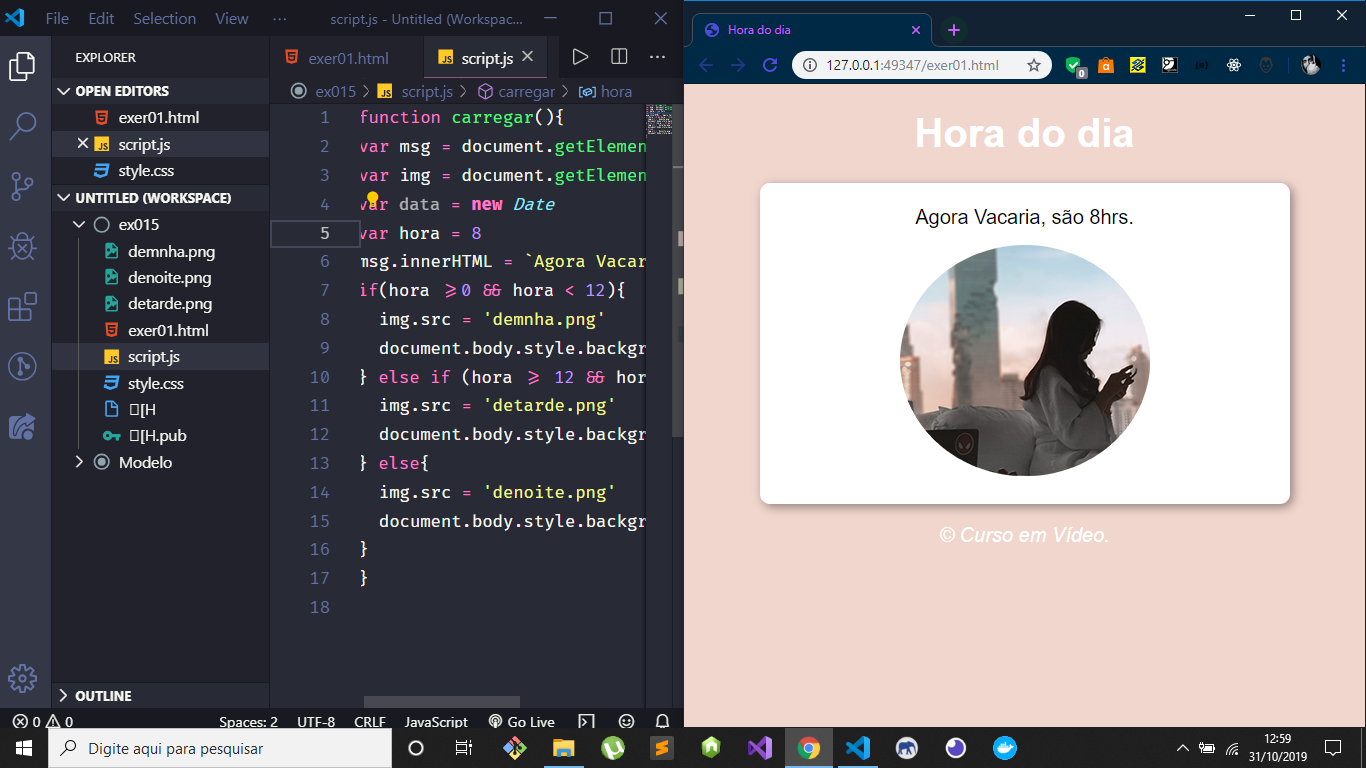 File Edit Selection View ··· script.js - Untitled (Workspac...
EXPLORER
OPEN EDITORS
exer01.html
script.js
style.css
UNTITLED (WORKSPACE)
ex015
demnha.png
denoite.png
detarde.png
exer01.html
script.js
style.css
□[H
□[H.pub
Modelo
OUTLINE
exer01.html script.js
ex015 > script.js > carregar > hora
1 function carregar(){
2 var msg = document.getElemen
3 var img = document.getElemen
4 var data = new Date
5 var hora = 8
6 msg.innerHTML = `Agora Vacar
7 if(hora >=0 && hora < 12){
8 img.src = 'demnha.png'
9 document.body.style.backgr
10 } else if (hora >= 12 && hor
11 img.src = 'detarde.png'
12 document.body.style.backgr
13 } else{
14 img.src = 'denoite.png'
15 document.body.style.backgr
16 }
17 }
18
0 0 Spaces: 2 UTF-8 CRLF JavaScript Go Live
Hora do dia
127.0.0.1:49347/exer01.html
0
Hora do dia
Agora Vacaria, são 8hrs.
© Curso em Vídeo.
Digite aqui para pesquisar
12:59
31/10/2019